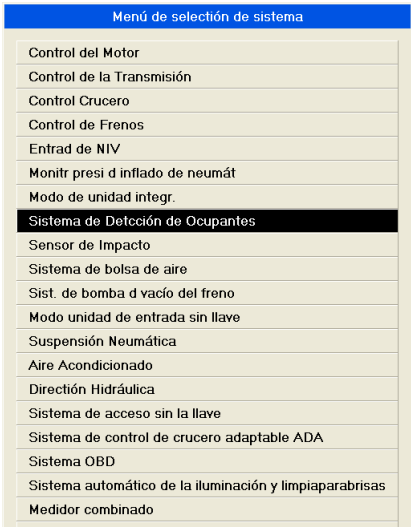 Menú de selectión de sistema
Control del Motor
Control de la Transmisión
Control Crucero
Control de Frenos
Entrad de NIV
Monitr presi d inflado de neumát
Modo de unidad integr.
Sistema de Detcción de Ocupantes
Sensor de Impacto
Sistema de bolsa de aire
Sist. de bomba d vacío del freno
Modo unidad de entrada sin llave
Suspensión Neumática
Aire Acondicionado
Directión Hidráulica
Sistema de acceso sin la llave
Sistema de control de crucero adaptable ADA
Sistema OBD
Sistema automático de la iluminación y limpiaparabrisas
Medidor combinado